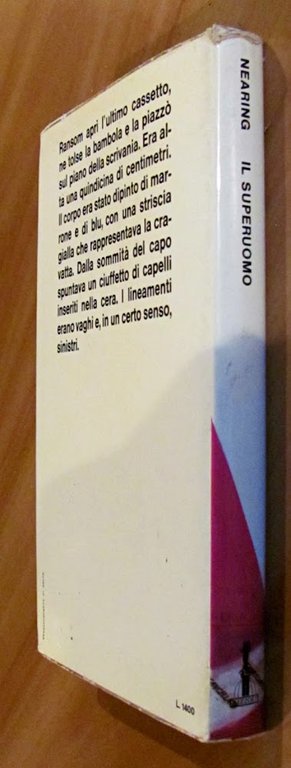 Ransom aprì l'ultimo cassetto,
ne tolse la bambola e la piazzò
sul piano della scrivania. Era al-
ta una quindicina di centimetri.
Il corpo era stato dipinto di mar-
rone e di blu, con una striscia
gialla che rappresentava la cra-
vatta. Dalla sommità del capo
spuntava un ciuffetto di capelli
inseriti nella cera. I lineamenti
erano vaghi e, in un certo senso,
sinistri.
L. 1400
NEARING IL SUPERUOMO